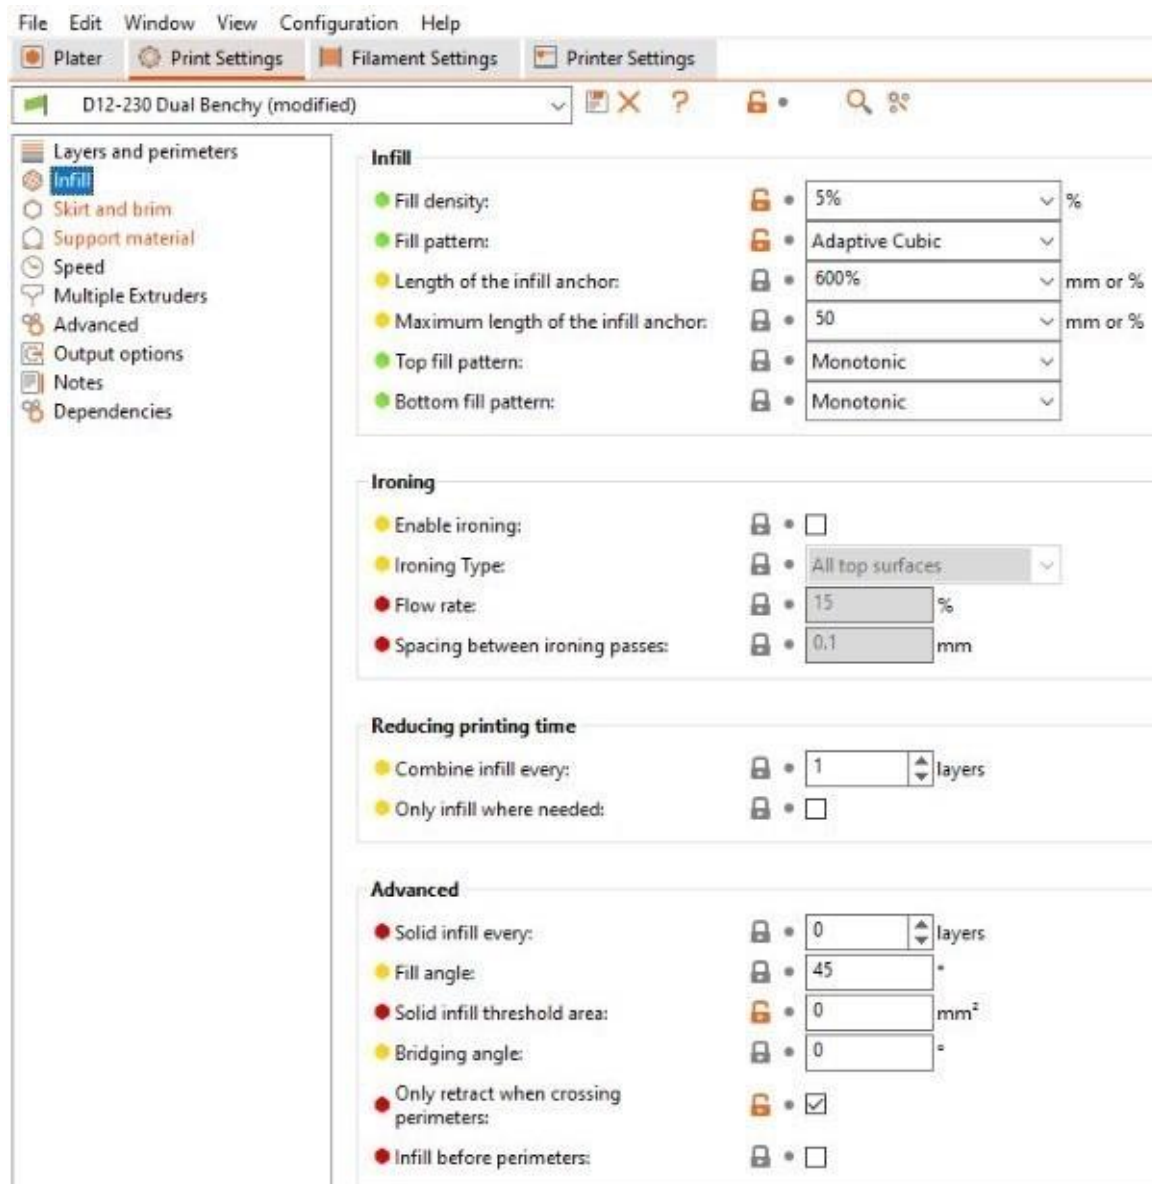 File Edit Window View Configuration Help
Plater Print Settings Filament Settings Printer Settings
D12-230 Dual Benchy (modified) ?
Layers and perimeters
Infill
Skirt and brim
Support material
Speed
Multiple Extruders
Advanced
Output options
Notes
Dependencies
Infill
Fill density: 5% %
Fill pattern: Adaptive Cubic
Length of the infill anchor: 600% mm or %
Maximum length of the infill anchor: 50 mm or %
Top fill pattern: Monotonic
Bottom fill pattern: Monotonic
Ironing
Enable ironing:
Ironing Type: All top surfaces
Flow rate: 15 %
Spacing between ironing passes: 0.1 mm
Reducing printing time
Combine infill every: 1 layers
Only infill where needed:
Advanced
Solid infill every: 0 layers
Fill angle: 45 °
Solid infill threshold area: 0 mm²
Bridging angle: 0 °
Only retract when crossing
perimeters:
Infill before perimeters: